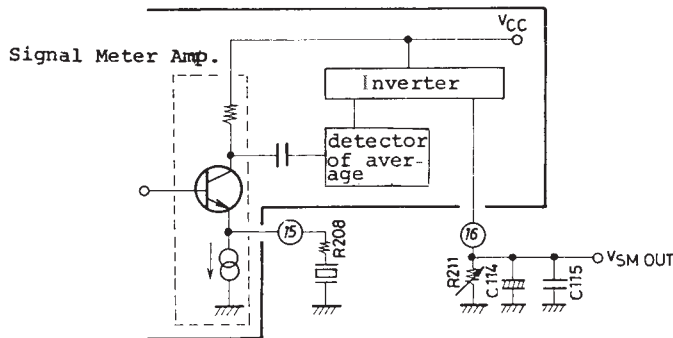 VCC
Signal Meter Amp.
Inverter
detector
of aver-
age
15
R208
16
R211
C114
C115
VSM OUT